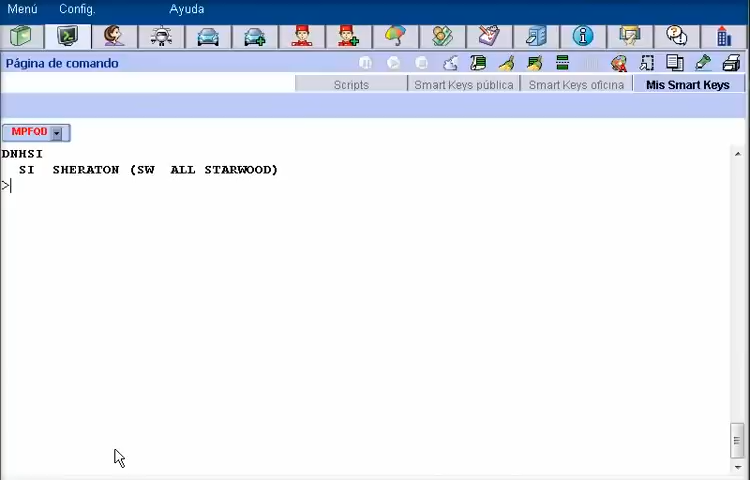 Menú Config. Ayuda
Página de comando
Scripts Smart Keys pública Smart Keys oficina Mis Smart Keys
MPFQD
DNHSI
SI SHERATON (SW ALL STARWOOD)
>